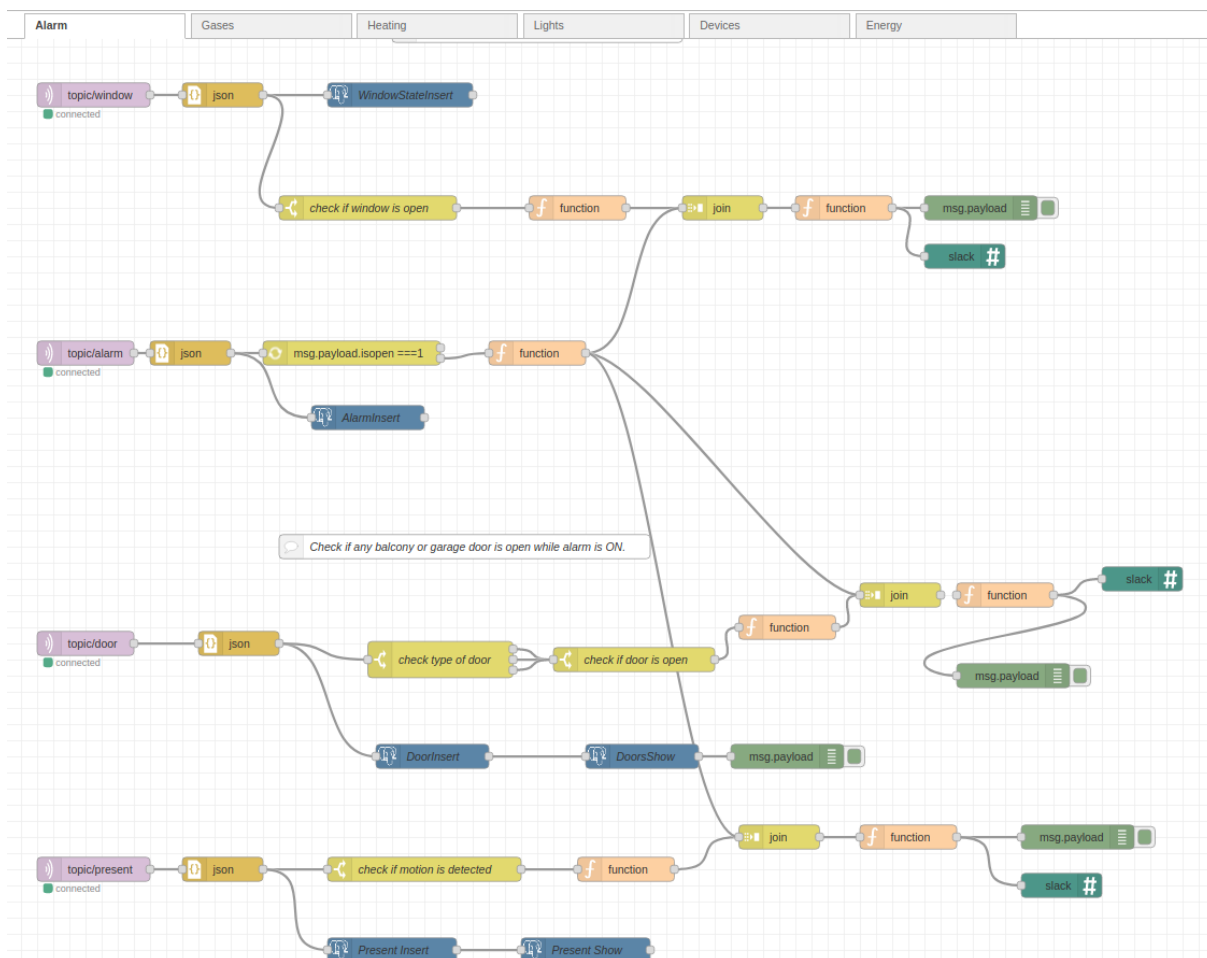 Alarm
Gases
Heating
Lights
Devices
Energy
topic/window
json
WindowStateInsert
connected
check if window is open
function
join
function
msg.payload
slack
topic/alarm
json
msg.payload.isopen ===1
function
connected
AlarmInsert
Check if any balcony or garage door is open while alarm is ON.
slack
join
function
function
topic/door
json
check type of door
check if door is open
connected
msg.payload
DoorInsert
DoorsShow
msg.payload
join
function
msg.payload
topic/present
json
check if motion is detected
function
connected
slack
Present Insert
Present Show